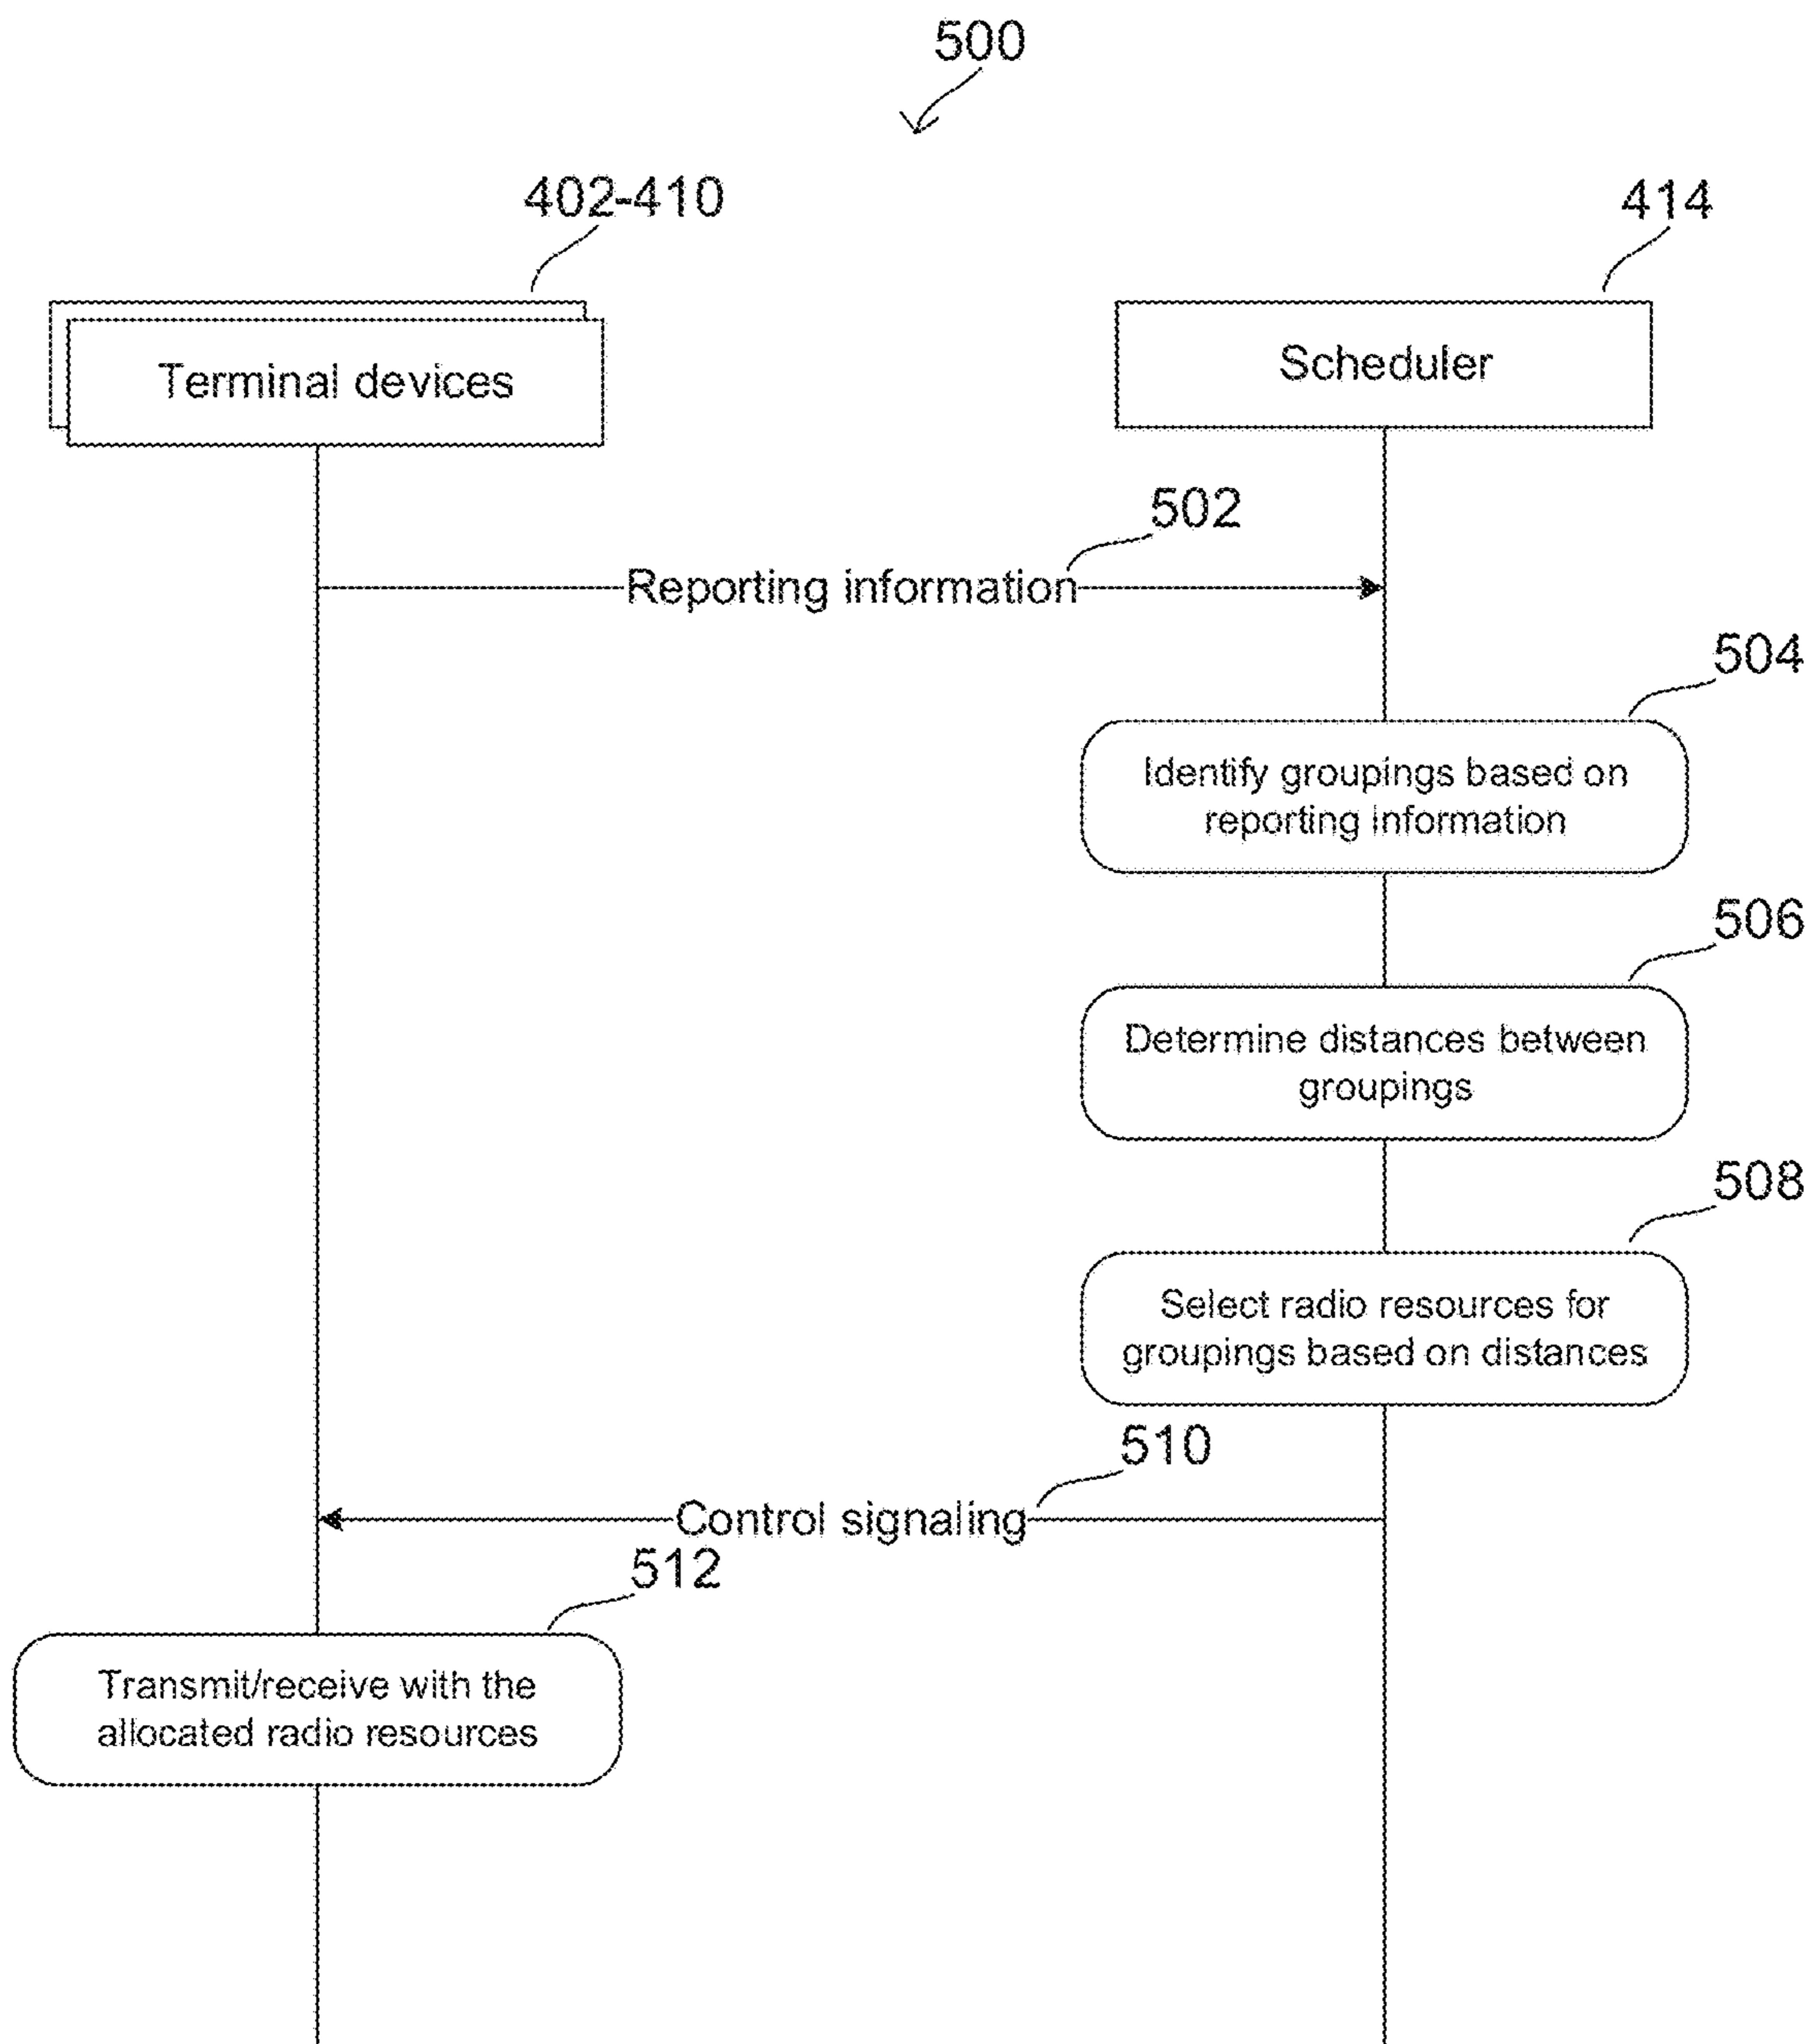 500
402-410
414
Terminal devices
Scheduler
502
Reporting information
504
Identify groupings based on
reporting information
506
Determine distances between
groupings
508
Select radio resources for
groupings based on distances
510
Control signaling
512
Transmit/receive with the
allocated radio resources